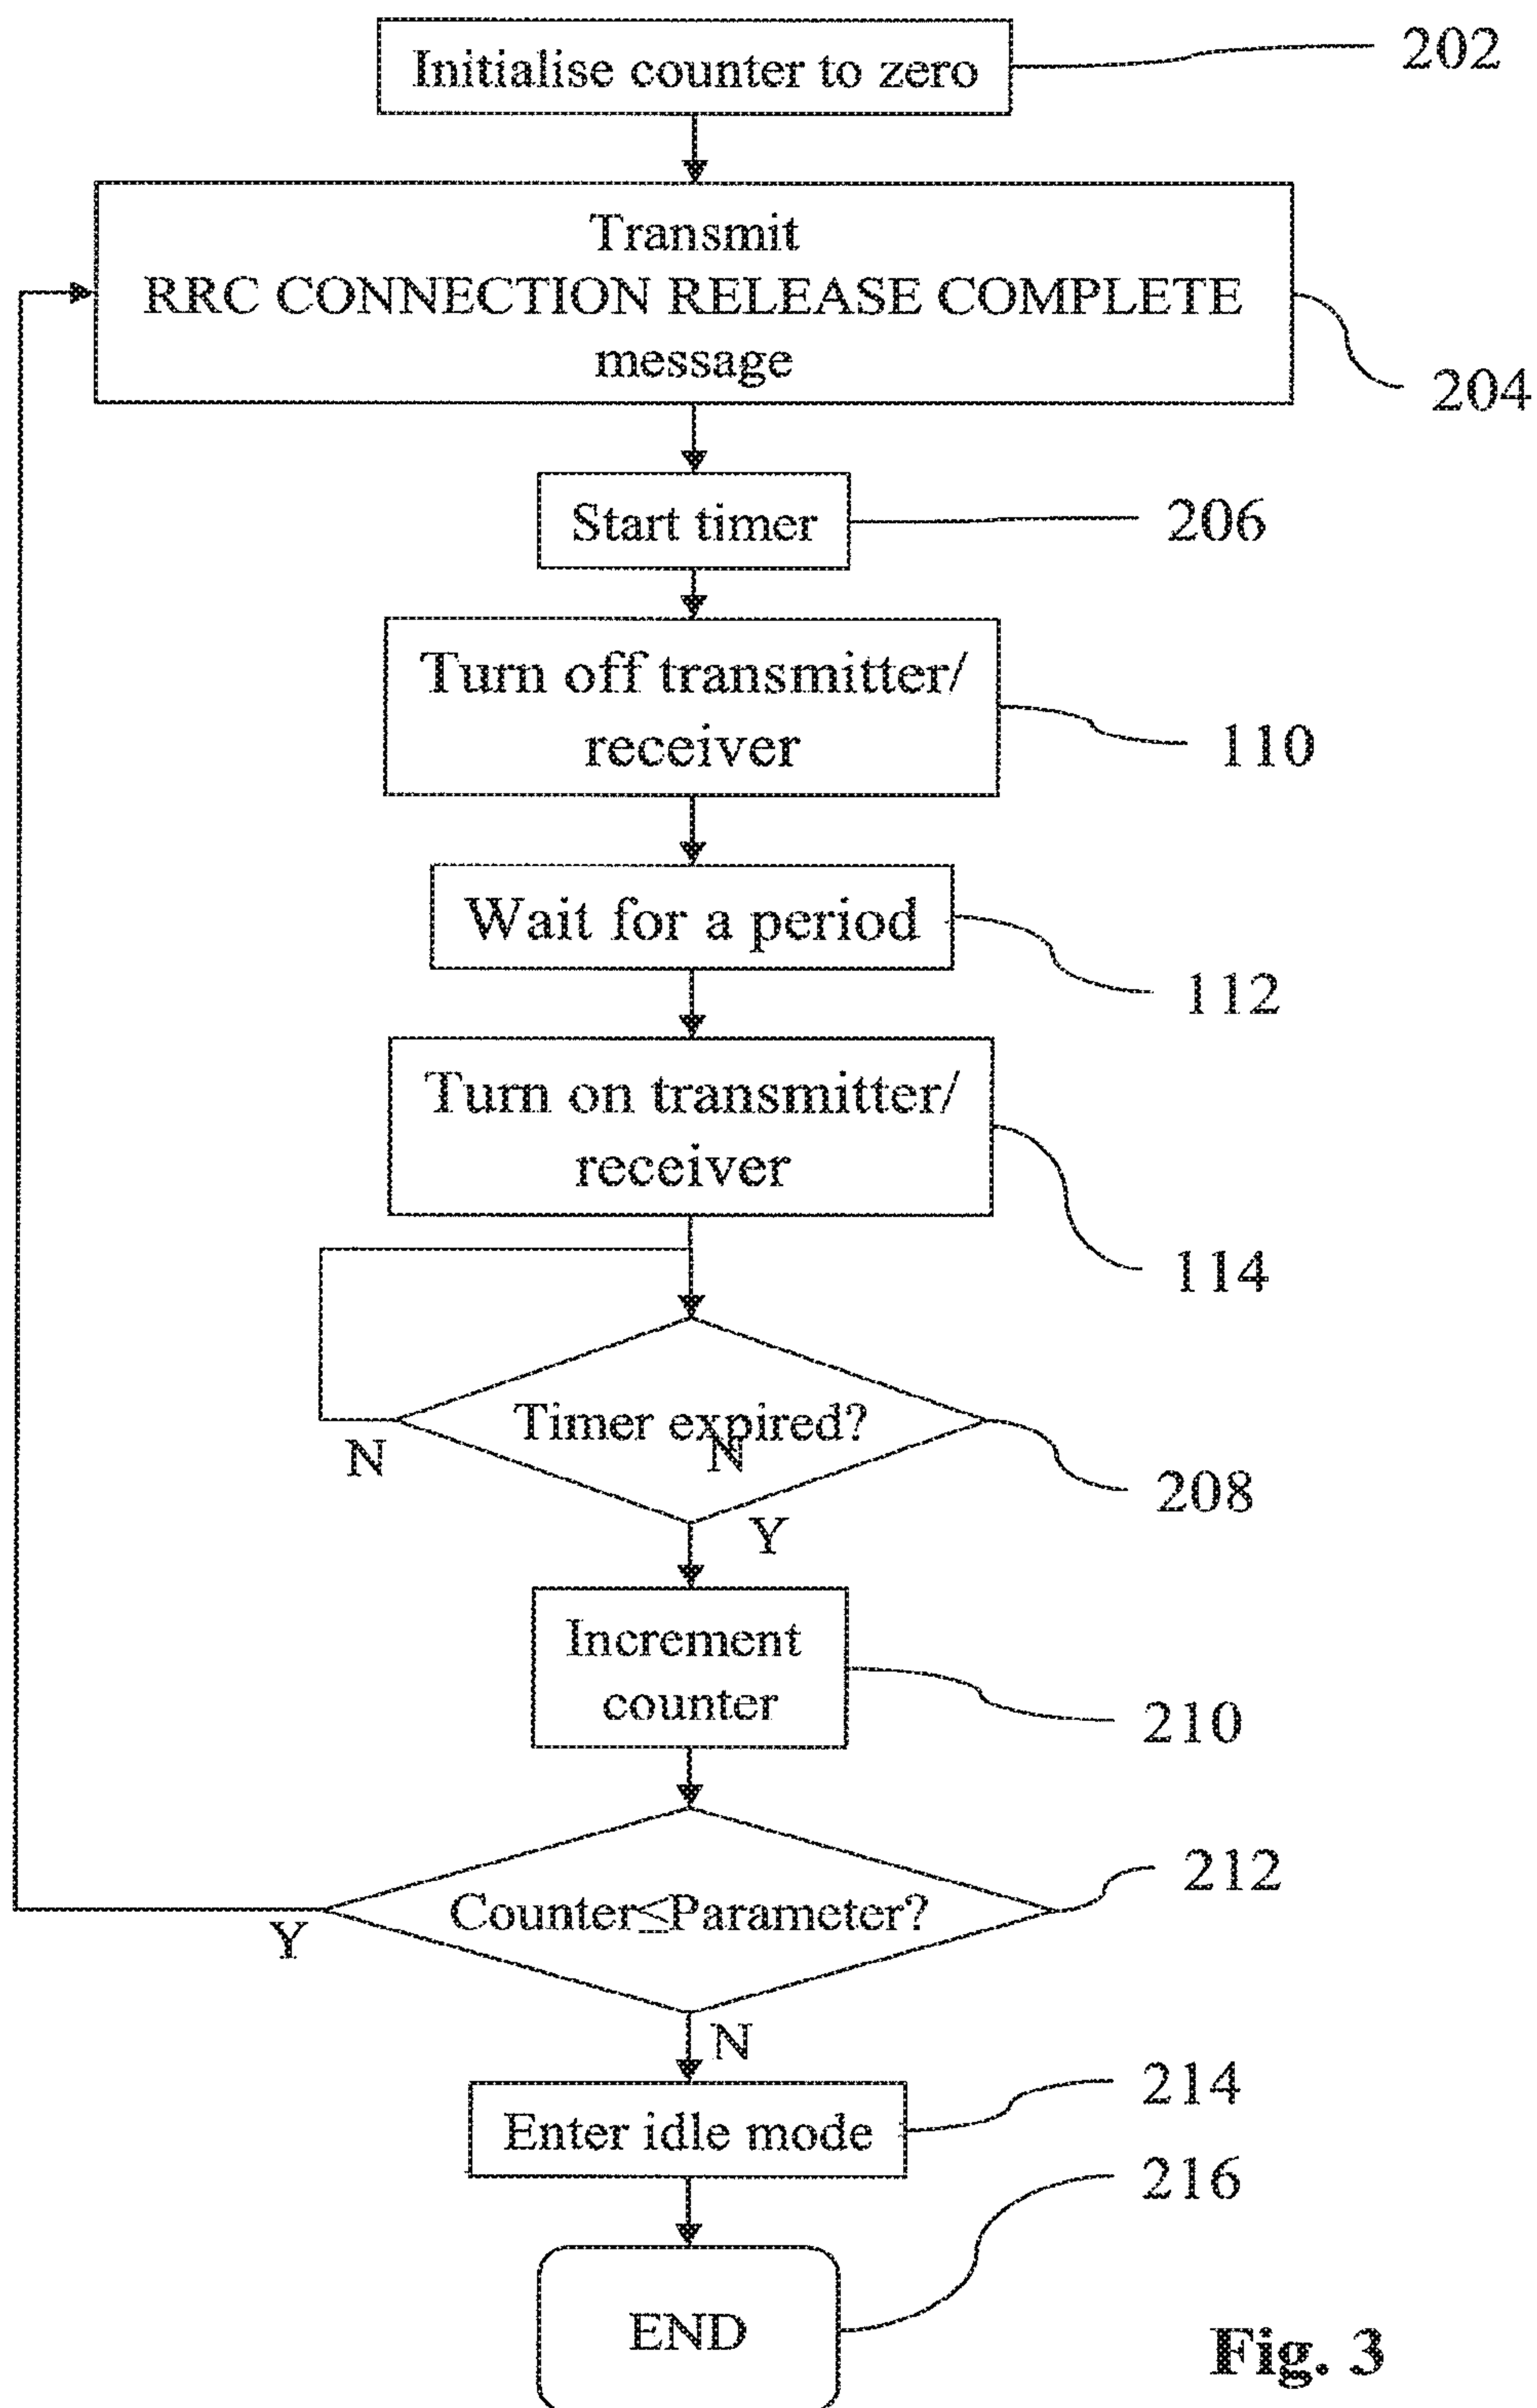 Initialise counter to zero
202
Transmit
RRC CONNECTION RELEASE COMPLETE
message
204
Start timer
206
Turn off transmitter/
receiver
110
Wait for a period
112
Turn on transmitter/
receiver
114
Timer expired?
N
N
208
Y
Increment
counter
210
Counter≤Parameter?
212
Y
N
Enter idle mode
214
216
END
Fig. 3